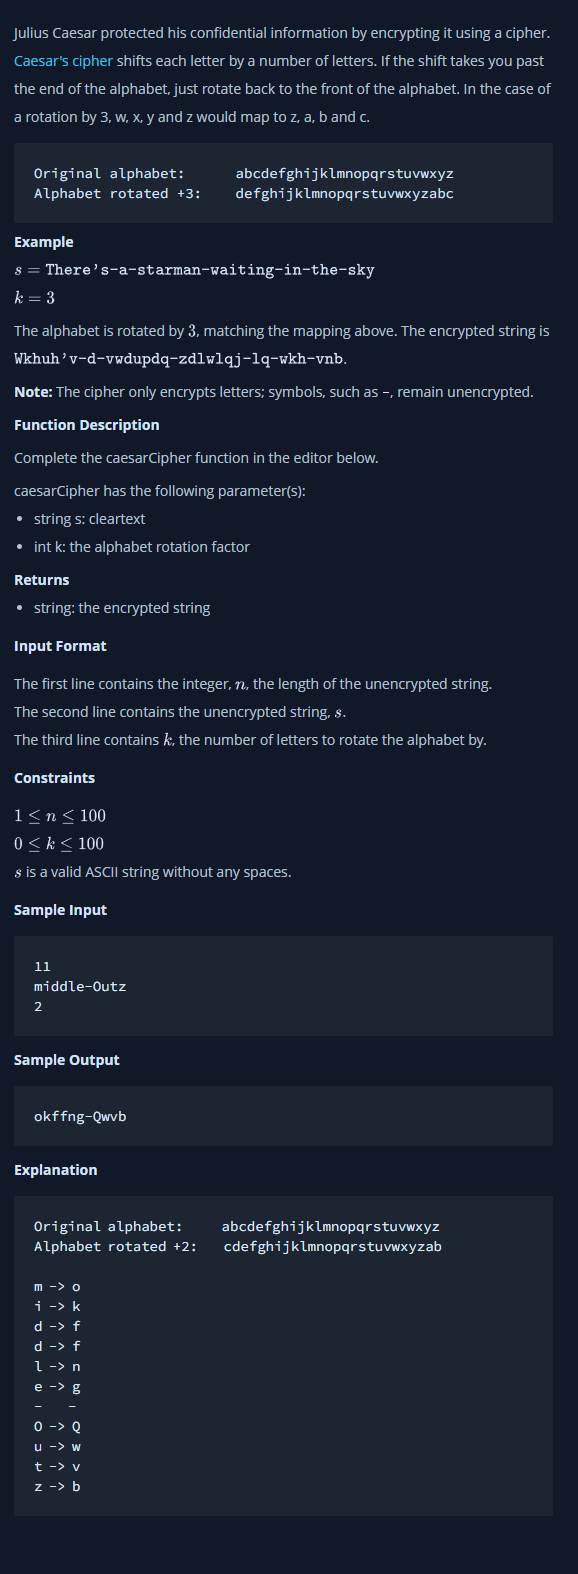 Julius Caesar protected his confidential information by encrypting it using a cipher.
Caesar's cipher shifts each letter by a number of letters. If the shift takes you past
the end of the alphabet, just rotate back to the front of the alphabet. In the case of
a rotation by 3, w, x, y and z would map to z, a, b and c.
Original alphabet:      abcdefghijklmnopqrstuvwxyz
Alphabet rotated +3:    defghijklmnopqrstuvwxyzabc
Example
s = There’s-a-starman-waiting-in-the-sky
k = 3
The alphabet is rotated by 3, matching the mapping above. The encrypted string is
Wkhuh’v-d-vwdupdq-zdlwlqj-lq-wkh-vnb.
Note: The cipher only encrypts letters; symbols, such as -, remain unencrypted.
Function Description
Complete the caesarCipher function in the editor below.
caesarCipher has the following parameter(s):
• string s: cleartext
• int k: the alphabet rotation factor
Returns
• string: the encrypted string
Input Format
The first line contains the integer, n, the length of the unencrypted string.
The second line contains the unencrypted string, s.
The third line contains k, the number of letters to rotate the alphabet by.
Constraints
1 ≤ n ≤ 100
0 ≤ k ≤ 100
s is a valid ASCII string without any spaces.
Sample Input
11
middle-Outz
2
Sample Output
okffng-Qwvb
Explanation
Original alphabet:      abcdefghijklmnopqrstuvwxyz
Alphabet rotated +2:    cdefghijklmnopqrstuvwxyzab
m -> o
i -> k
d -> f
d -> f
l -> n
e -> g
-    -
O -> Q
u -> w
t -> v
z -> b